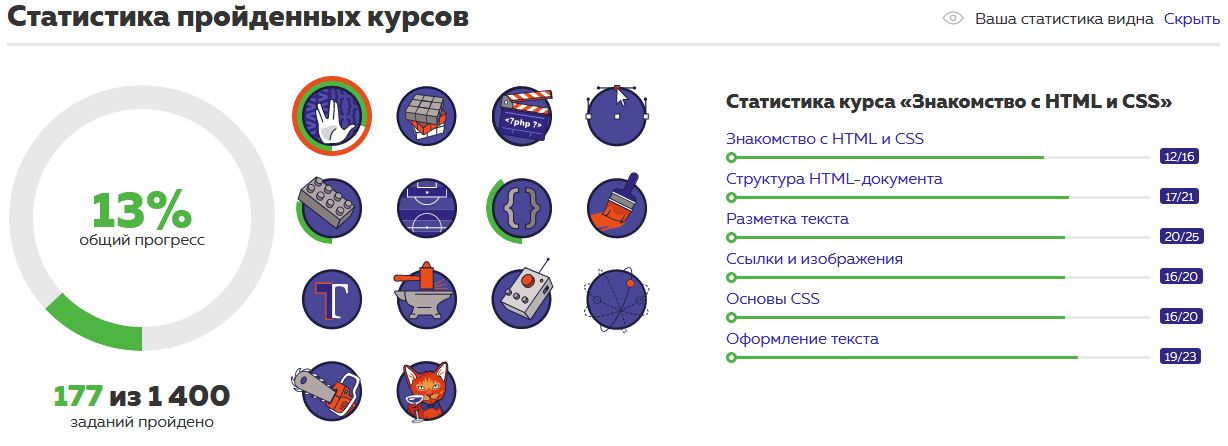 Статистика пройденных курсов
Ваша статистика видна Скрыть
13%
общий прогресс
177 из 1 400
заданий пройдено
<?php ?>
T
Статистика курса «Знакомство с HTML и CSS»
Знакомство с HTML и CSS
12/16
Структура HTML-документа
17/21
Разметка текста
20/25
Ссылки и изображения
16/20
Основы CSS
16/20
Оформление текста
19/23